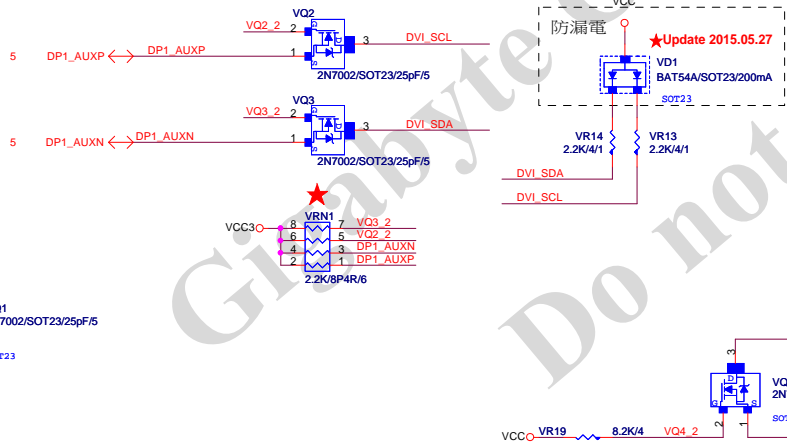 VQ2
VQ2_2
2
G
D
S
3
DVI_SCL
5
DP1_AUXP
DP1_AUXP
1
2N7002/SOT23/25pF/5
VQ3
VQ3_2
2
G
D
S
3
DVI_SDA
5
DP1_AUXN
DP1_AUXN
1
2N7002/SOT23/25pF/5
VCC
防漏電
Update 2015.05.27
VD1
BAT54A/SOT23/200mA
SOT23
VR14
2.2K/4/1
VR13
2.2K/4/1
DVI_SDA
DVI_SCL
VRN1
VCC3
8
7
VQ3_2
6
5
VQ2_2
4
3
DP1_AUXN
2
1
DP1_AUXP
2.2K/8P4R/6
7002/SOT23/25pF/5
T23
3
D
G
S
VQ
2N
SOT
2
1
VCC
VR19
8.2K/4
VQ4_2
Gigabyte
Do not